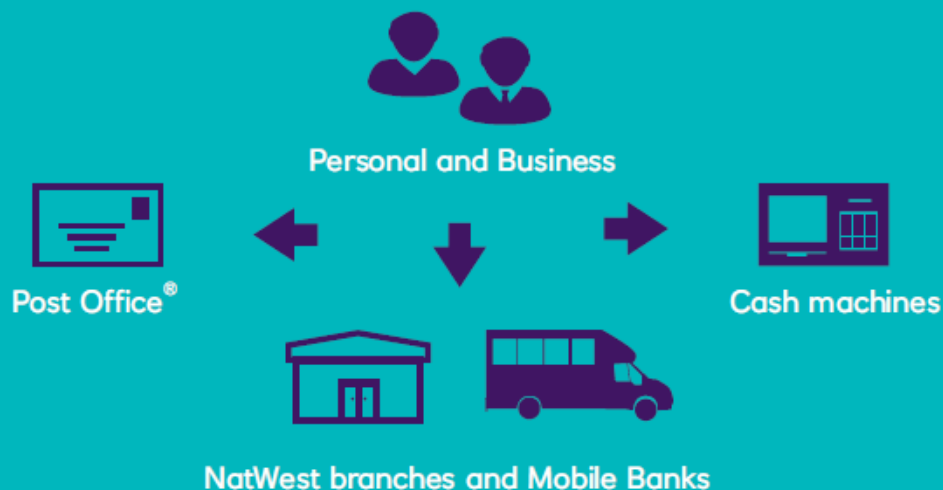 Personal and Business
Post Office®
Cash machines
NatWest branches and Mobile Banks